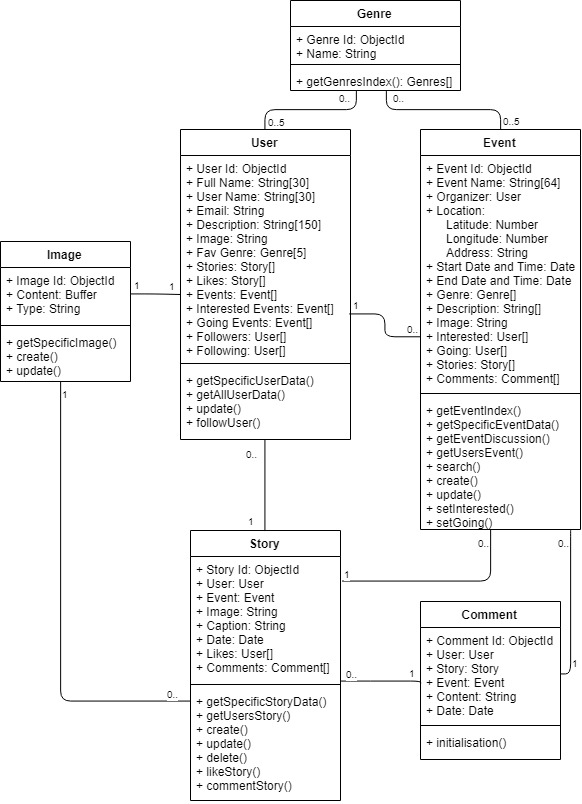 Genre
+ Genre Id: ObjectId
+ Name: String
+ getGenresIndex(): Genres[]
0..
0..
0..5
0..5
User
+ User Id: ObjectId
+ Full Name: String[30]
+ User Name: String[30]
+ Email: String
+ Description: String[150]
+ Image: String
+ Fav Genre: Genre[5]
+ Stories: Story[]
+ Likes: Story[]
+ Events: Event[]
+ Interested Events: Event[]
+ Going Events: Event[]
+ Followers: User[]
+ Following: User[]
+ getSpecificUserData()
+ getAllUserData()
+ update()
+ followUser()
Event
+ Event Id: ObjectId
+ Event Name: String[64]
+ Organizer: User
+ Location:
Latitude: Number
Longitude: Number
Address: String
+ Start Date and Time: Date
+ End Date and Time: Date
+ Genre: Genre[]
+ Description: String[]
+ Image: String
+ Interested: User[]
+ Going: User[]
+ Stories: Story[]
+ Comments: Comment[]
+ getEventIndex()
+ getSpecificEventData()
+ getEventDiscussion()
+ getUsersEvent()
+ search()
+ create()
+ update()
+ setInterested()
+ setGoing()
Image
+ Image Id: ObjectId
+ Content: Buffer
+ Type: String
+ getSpecificImage()
+ create()
+ update()
1
1
1
0..
1
0..
1
0..
0..
1
Story
+ Story Id: ObjectId
+ User: User
+ Event: Event
+ Image: String
+ Caption: String
+ Date: Date
+ Likes: User[]
+ Comments: Comment[]
+ getSpecificStoryData()
+ getUsersStory()
+ create()
+ update()
+ delete()
+ likeStory()
+ commentStory()
0..
0..
1
1
Comment
+ Comment Id: ObjectId
+ User: User
+ Story: Story
+ Event: Event
+ Content: String
+ Date: Date
+ initialisation()